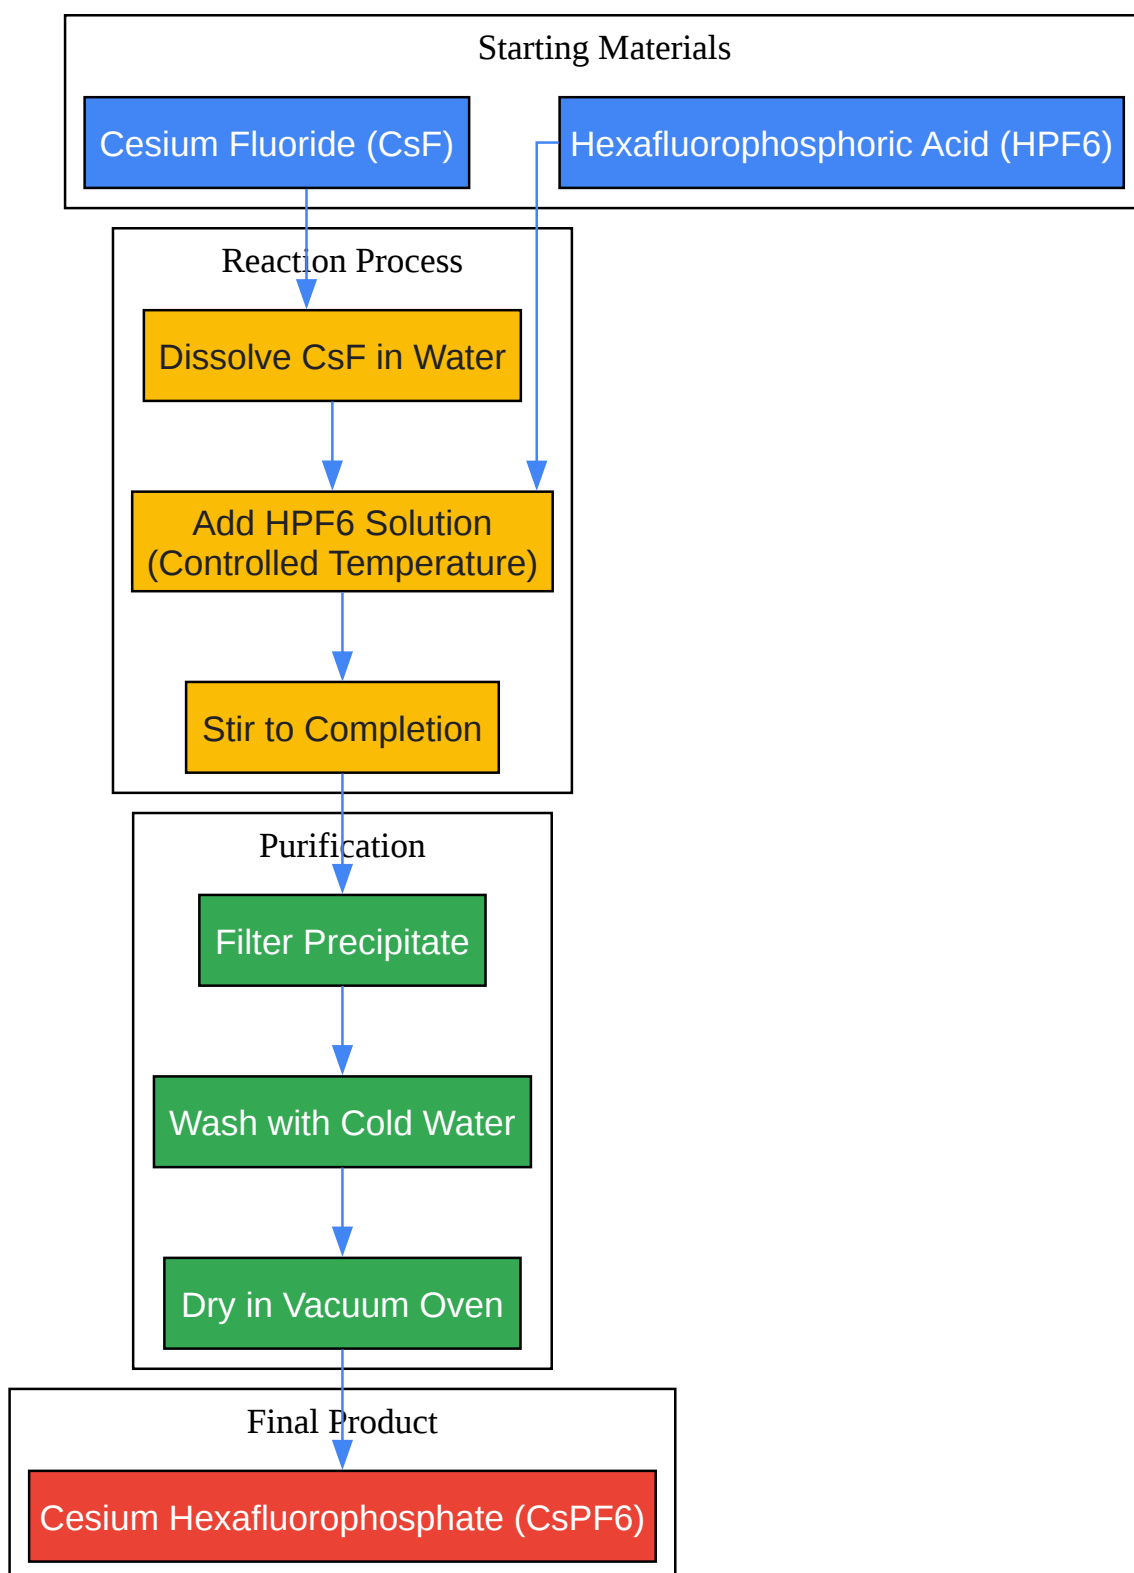 Starting Materials
Cesium Fluoride (CsF)
Hexafluorophosphoric Acid (HPF6)
Reaction Process
Dissolve CsF in Water
Add HPF6 Solution
(Controlled Temperature)
Stir to Completion
Purification
Filter Precipitate
Wash with Cold Water
Dry in Vacuum Oven
Final Product
Cesium Hexafluorophosphate (CsPF6)